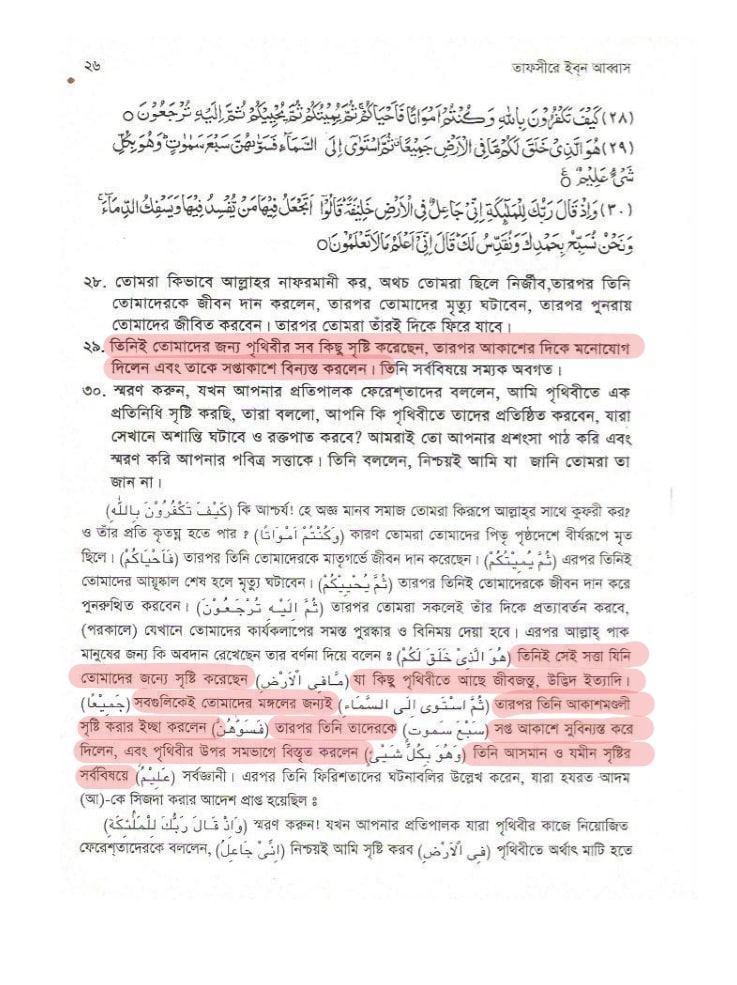 ২৬ তাফসীরে ইব্‌ন আব্বাস
(٢٨) كَيْفَ تَكْفُرُوْنَ بِاللّٰهِ وَكُنْتُمْ اَمْوَاتًا فَاَحْيَاكُمْ ثُمَّ يُمِيْتُكُمْ ثُمَّ يُحْيِيْكُمْ ثُمَّ اِلَيْهِ تُرْجَعُوْنَ ○
(٢٩) هُوَ الَّذِىْ خَلَقَ لَكُمْ مَّا فِى الْاَرْضِ جَمِيْعًا ثُمَّ اسْتَوٰٓى اِلَى السَّمَآءِ فَسَوّٰىهُنَّ سَبْعَ سَمٰوٰتٍ ؕ وَهُوَ بِكُلِّ
شَىْءٍ عَلِيْمٌ ○
(٣٠) وَاِذْ قَالَ رَبُّكَ لِلْمَلٰٓئِكَةِ اِنِّىْ جَاعِلٌ فِى الْاَرْضِ خَلِيْفَةً ؕ قَالُوْٓا اَتَجْعَلُ فِيْهَا مَنْ يُّفْسِدُ فِيْهَا وَيَسْفِكُ الدِّمَآءَ ۚ
وَنَحْنُ نُسَبِّحُ بِحَمْدِكَ وَنُقَدِّسُ لَكَ ؕ قَالَ اِنِّىْٓ اَعْلَمُ مَا لَا تَعْلَمُوْنَ ○
২৮. তোমরা কিভাবে আল্লাহর নাফরমানী কর, অথচ তোমরা ছিলে নির্জীব,তারপর তিনি
তোমাদেরকে জীবন দান করলেন, তারপর তোমাদের মৃত্যু ঘটাবেন, তারপর পুনরায়
তোমাদের জীবিত করবেন। তারপর তোমরা তাঁরই দিকে ফিরে যাবে।
২৯. তিনিই তোমাদের জন্য পৃথিবীর সব কিছু সৃষ্টি করেছেন, তারপর আকাশের দিকে মনোযোগ
দিলেন এবং তাকে সপ্তাকাশে বিন্যস্ত করলেন। তিনি সর্ববিষয়ে সম্যক অবগত।
৩০. স্মরণ করুন, যখন আপনার প্রতিপালক ফেরেশ্‌তাদের বললেন, আমি পৃথিবীতে এক
প্রতিনিধি সৃষ্টি করছি, তারা বললো, আপনি কি পৃথিবীতে তাদের প্রতিষ্ঠিত করবেন, যারা
সেখানে অশান্তি ঘটাবে ও রক্তপাত করবে? আমরাই তো আপনার প্রশংসা পাঠ করি এবং
স্মরণ করি আপনার পবিত্র সত্তাকে। তিনি বললেন, নিশ্চয়ই আমি যা জানি তোমরা তা
জান না।
(كَيْفَ تَكْفُرُوْنَ بِاللّٰهِ) কি আশ্চর্য! হে অজ্ঞ মানব সমাজ তোমরা কিরূপে আল্লাহ্‌র সাথে কুফরী কর?
ও তাঁর প্রতি কৃতঘ্ন হতে পার ? (وَكُنْتُمْ اَمْوَاتًا) কারণ তোমরা তোমাদের পিতৃ পৃষ্ঠদেশে বীর্যরূপে মৃত
ছিলে। (فَاَحْيَاكُمْ) তারপর তিনি তোমাদেরকে মাতৃগর্ভে জীবন দান করেছেন। (ثُمَّ يُمِيْتُكُمْ) এরপর তিনিই
তোমাদের আয়ুষ্কাল শেষ হলে মৃত্যু ঘটাবেন। (ثُمَّ يُحْيِيْكُمْ) তারপর তিনিই তোমাদেরকে জীবন দান করে
পুনরুত্থিত করবেন। (ثُمَّ اِلَيْهِ تُرْجَعُوْنَ) তারপর তোমরা সকলেই তাঁর দিকে প্রত্যাবর্তন করবে,
(পরকালে) যেখানে তোমাদের কার্যকলাপের সমস্ত পুরস্কার ও বিনিময় দেয়া হবে। এরপর আল্লাহ্ পাক
মানুষের জন্য কি অবদান রেখেছেন তার বর্ণনা দিয়ে বলেন ঃ (هُوَ الَّذِىْ خَلَقَ لَكُمْ) তিনিই সেই সত্তা যিনি
তোমাদের জন্যে সৃষ্টি করেছেন (مَّا فِى الْاَرْضِ) যা কিছু পৃথিবীতে আছে জীবজন্তু, উদ্ভিদ ইত্যাদি।
(جَمِيْعًا) সবগুলিকেই তোমাদের মঙ্গলের জন্যই (ثُمَّ اسْتَوٰى اِلَى السَّمَاءِ) তারপর তিনি আকাশমণ্ডলী
সৃষ্টি করার ইচ্ছা করলেন (فَسَوّٰهُنَّ) তারপর তিনি তাদেরকে (سَبْعَ سَمٰوٰتٍ) সপ্ত আকাশে সুবিন্যস্ত করে
দিলেন, এবং পৃথিবীর উপর সমভাগে বিস্তৃত করলেন (وَهُوَ بِكُلِّ شَيْئٍ) তিনি আসমান ও যমীন সৃষ্টির
সর্ববিষয়ে (عَلِيْمٌ) সর্বজ্ঞানী। এরপর তিনি ফিরিশতাদের ঘটনাবলির উল্লেখ করেন, যারা হযরত আদম
(আ)-কে সিজদা করার আদেশ প্রাপ্ত হয়েছিল ঃ
(وَاِذْ قَالَ رَبُّكَ لِلْمَلٰٓئِكَةِ) স্মরণ করুন! যখন আপনার প্রতিপালক যারা পৃথিবীর কাজে নিয়োজিত
ফেরেশ্‌তাদেরকে বললেন, (اِنِّىْ جَاعِلٌ) নিশ্চয়ই আমি সৃষ্টি করব (فِى الْاَرْضِ) পৃথিবীতে অর্থাৎ মাটি হতে